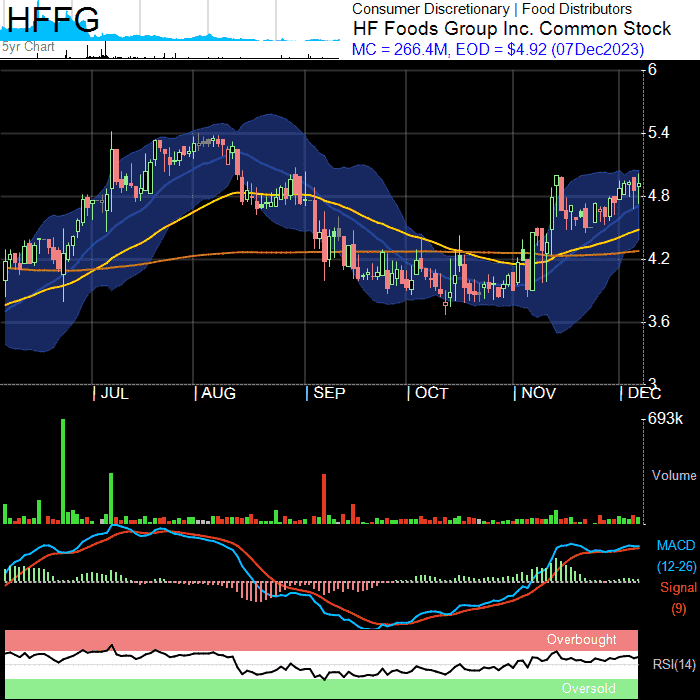 HFFG
5yr Chart
Consumer Discretionary | Food Distributors
HF Foods Group Inc. Common Stock
MC = 266.4M, EOD = $4.92 (07Dec2023)
6
5.4
4.8
4.2
3.6
3
JUL
AUG
SEP
OCT
NOV
DEC
693k
Volume
MACD
(12-26)
Signal
(9)
Overbought
RSI(14)
Oversold